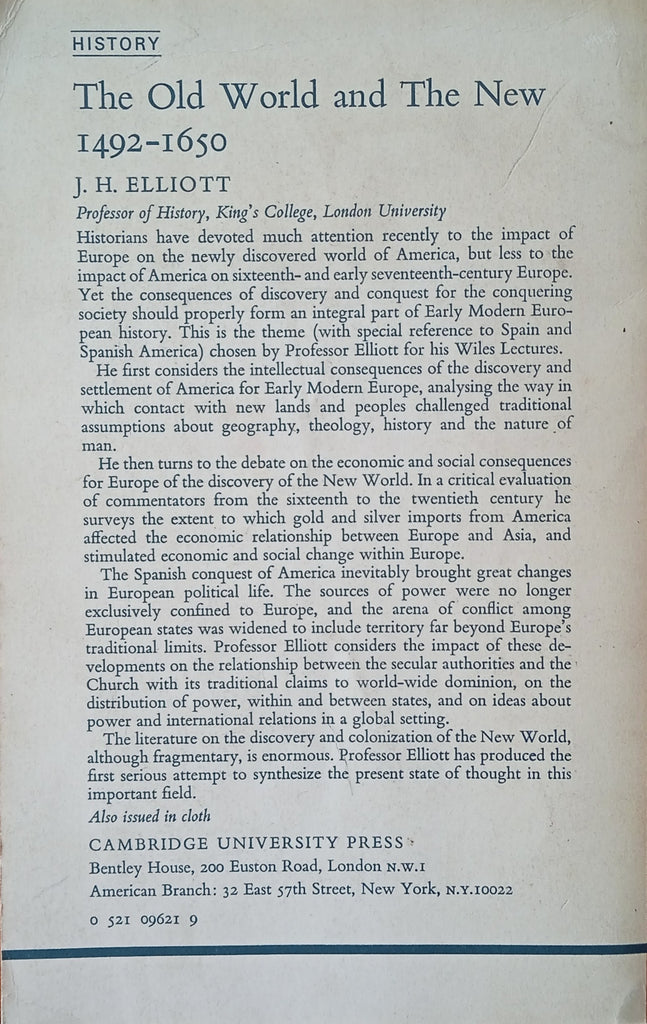 HISTORY
The Old World and The New
1492–1650
J. H. ELLIOTT
Professor of History, King's College, London University
Historians have devoted much attention recently to the impact of
Europe on the newly discovered world of America, but less to the
impact of America on sixteenth- and early seventeenth-century Europe.
Yet the consequences of discovery and conquest for the conquering
society should properly form an integral part of Early Modern Euro-
pean history. This is the theme (with special reference to Spain and
Spanish America) chosen by Professor Elliott for his Wiles Lectures.
He first considers the intellectual consequences of the discovery and
settlement of America for Early Modern Europe, analysing the way in
which contact with new lands and peoples challenged traditional
assumptions about geography, theology, history and the nature of
man.
He then turns to the debate on the economic and social consequences
for Europe of the discovery of the New World. In a critical evaluation
of commentators from the sixteenth to the twentieth century he
surveys the extent to which gold and silver imports from America
affected the economic relationship between Europe and Asia, and
stimulated economic and social change within Europe.
The Spanish conquest of America inevitably brought great changes
in European political life. The sources of power were no longer
exclusively confined to Europe, and the arena of conflict among
European states was widened to include territory far beyond Europe's
traditional limits. Professor Elliott considers the impact of these de-
velopments on the relationship between the secular authorities and the
Church with its traditional claims to world-wide dominion, on the
distribution of power, within and between states, and on ideas about
power and international relations in a global setting.
The literature on the discovery and colonization of the New World,
although fragmentary, is enormous. Professor Elliott has produced the
first serious attempt to synthesize the present state of thought in this
important field.
Also issued in cloth
CAMBRIDGE UNIVERSITY PRESS
Bentley House, 200 Euston Road, London N.W.1
American Branch: 32 East 57th Street, New York, N.Y.10022
0 521 09621 9